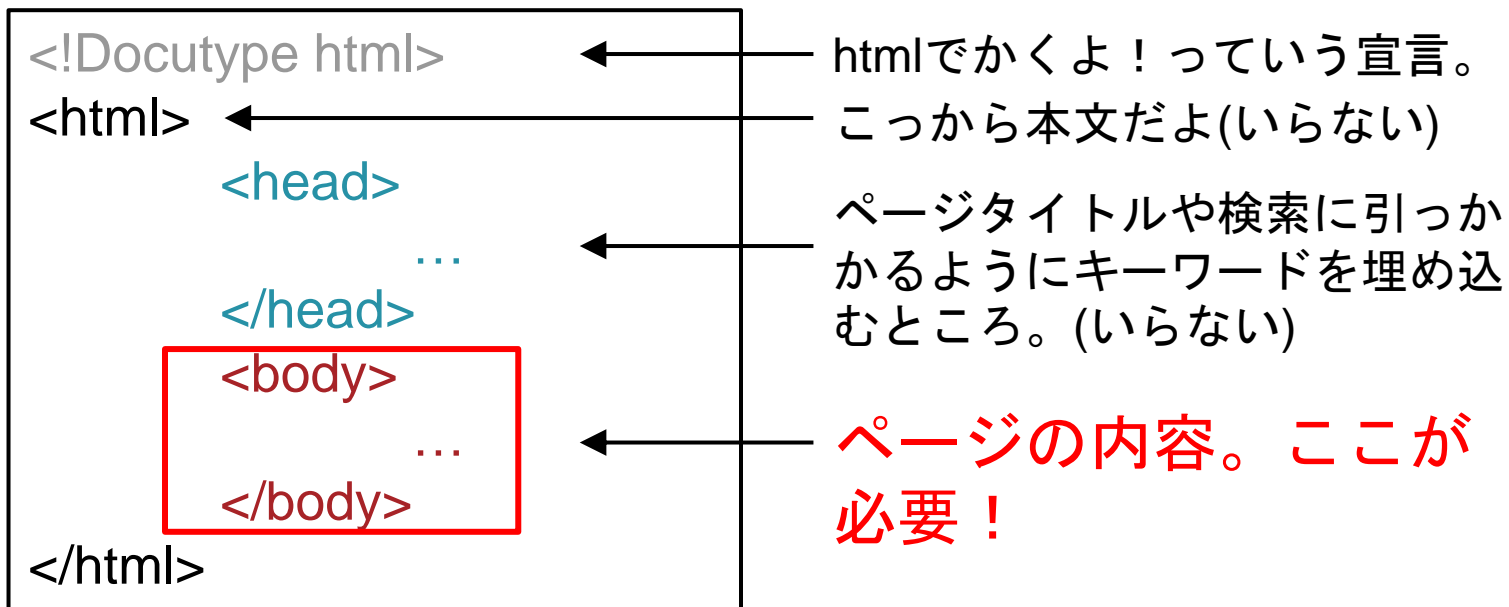 <!Docutype html>
<html>
<head>
…
</head>
<body>
…
</body>
</html>
htmlでかくよ！っていう宣言。
こっから本文だよ(いらない)
ページタイトルや検索に引っか
かるようにキーワードを埋め込
むところ。(いらない)
ページの内容。ここが
必要！